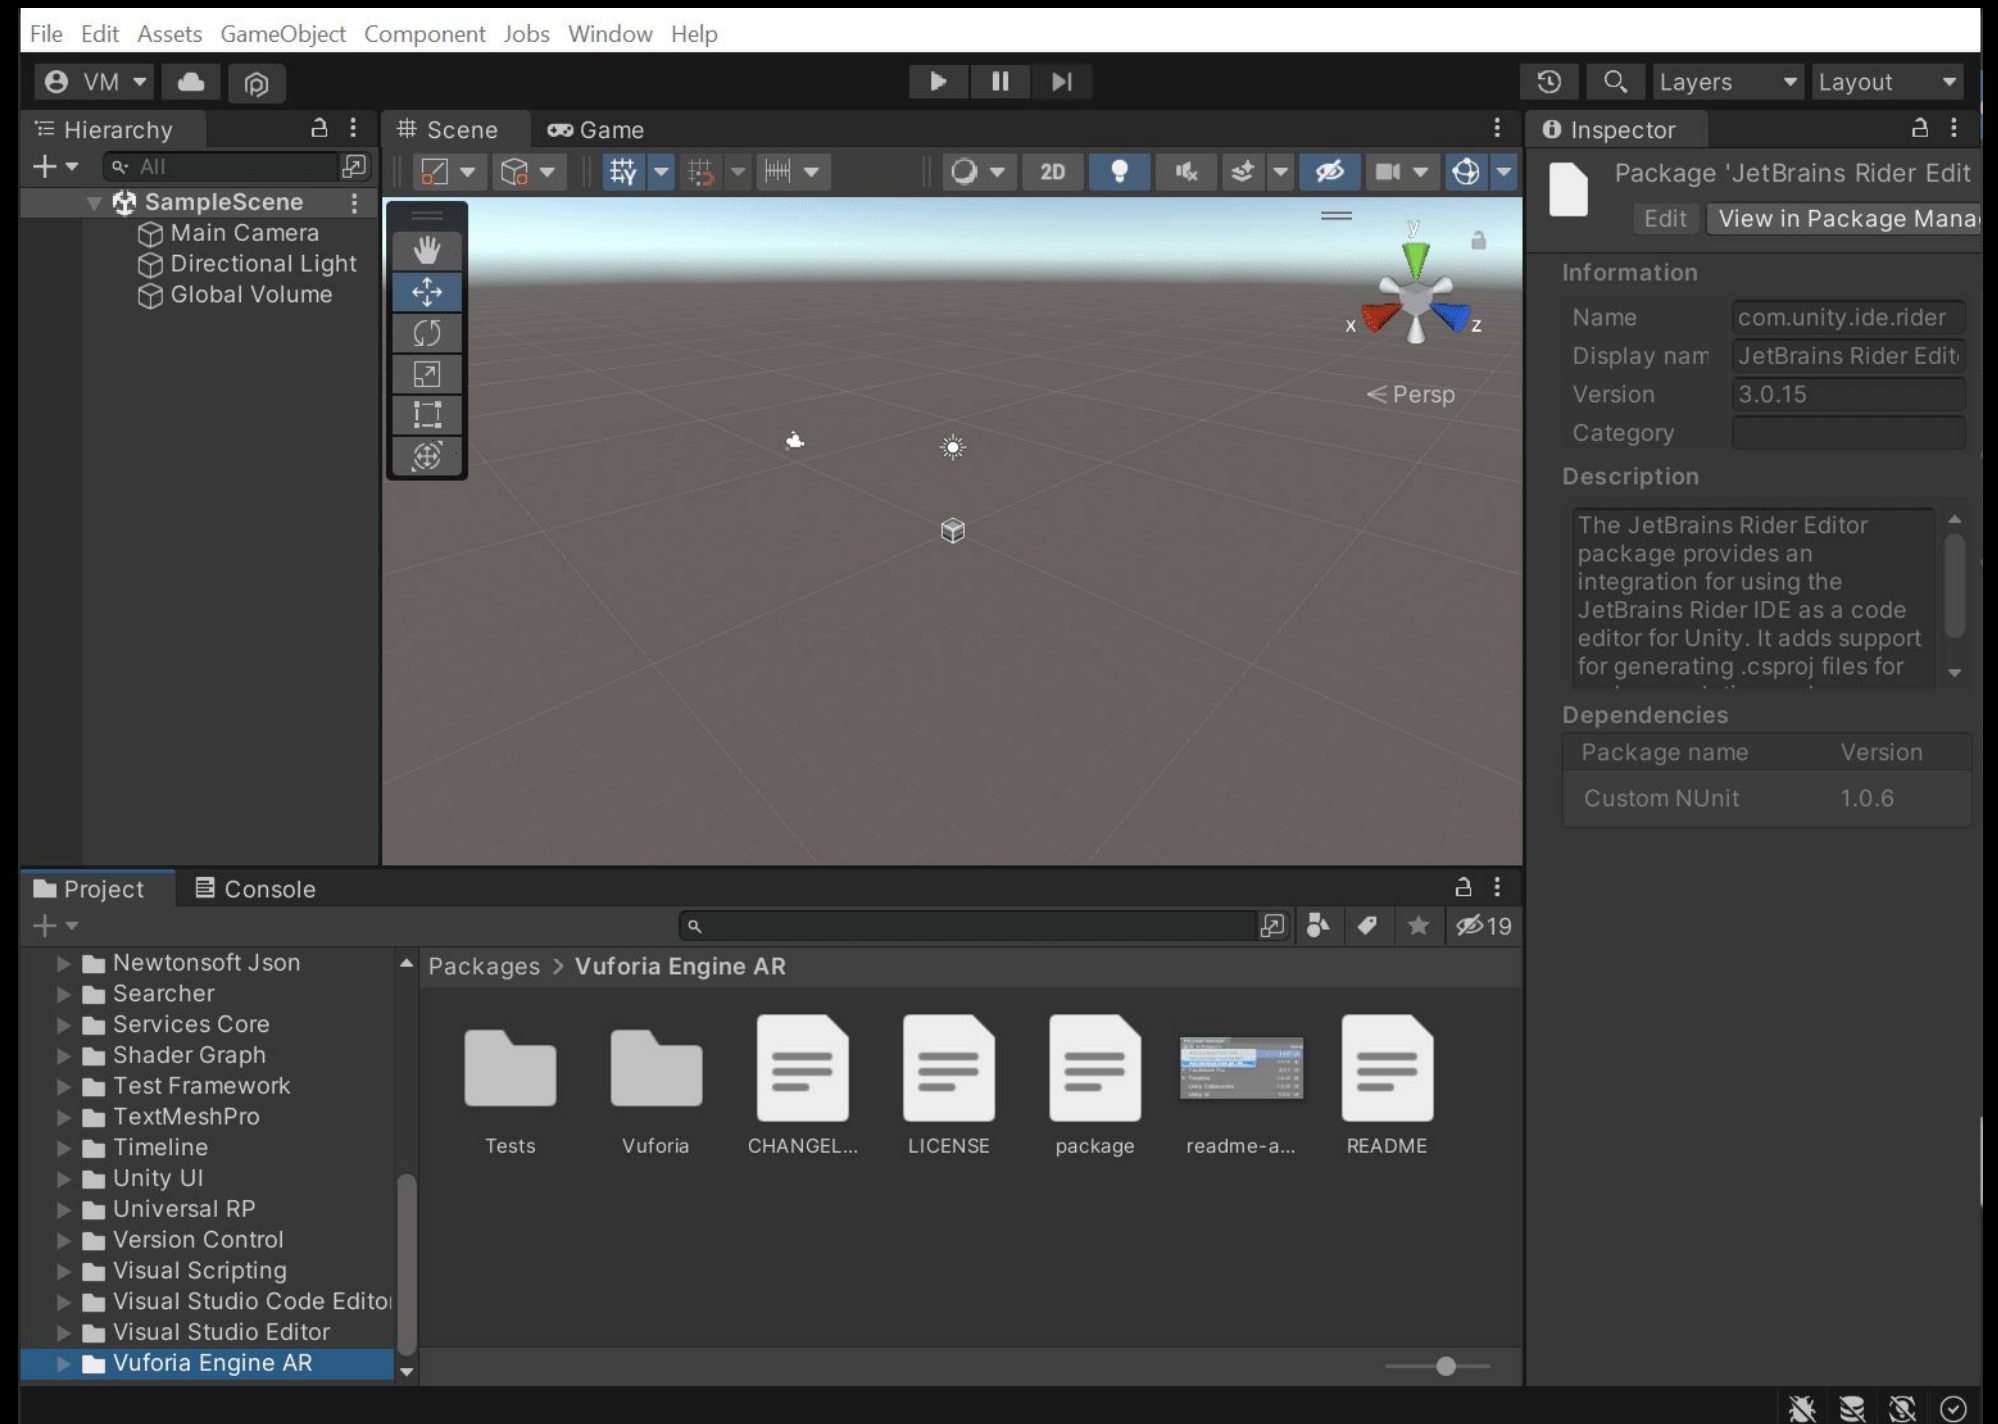 File Edit Assets GameObject Component Jobs Window Help
VM
Layers
Layout
Hierarchy
All
SampleScene
Main Camera
Directional Light
Global Volume
Scene
Game
2D
y
x
z
Persp
Inspector
Package 'JetBrains Rider Edit
Edit
View in Package Mana
Information
Name com.unity.ide.rider
Display nam JetBrains Rider Edit
Version 3.0.15
Category
Description
The JetBrains Rider Editor
package provides an
integration for using the
JetBrains Rider IDE as a code
editor for Unity. It adds support
for generating .csproj files for
Dependencies
Package name Version
Custom NUnit 1.0.6
Project
Console
19
Newtonsoft Json
Searcher
Services Core
Shader Graph
Test Framework
TextMeshPro
Timeline
Unity UI
Universal RP
Version Control
Visual Scripting
Visual Studio Code Edito
Visual Studio Editor
Vuforia Engine AR
Packages > Vuforia Engine AR
Tests
Vuforia
CHANGEL...
LICENSE
package
readme-a...
README